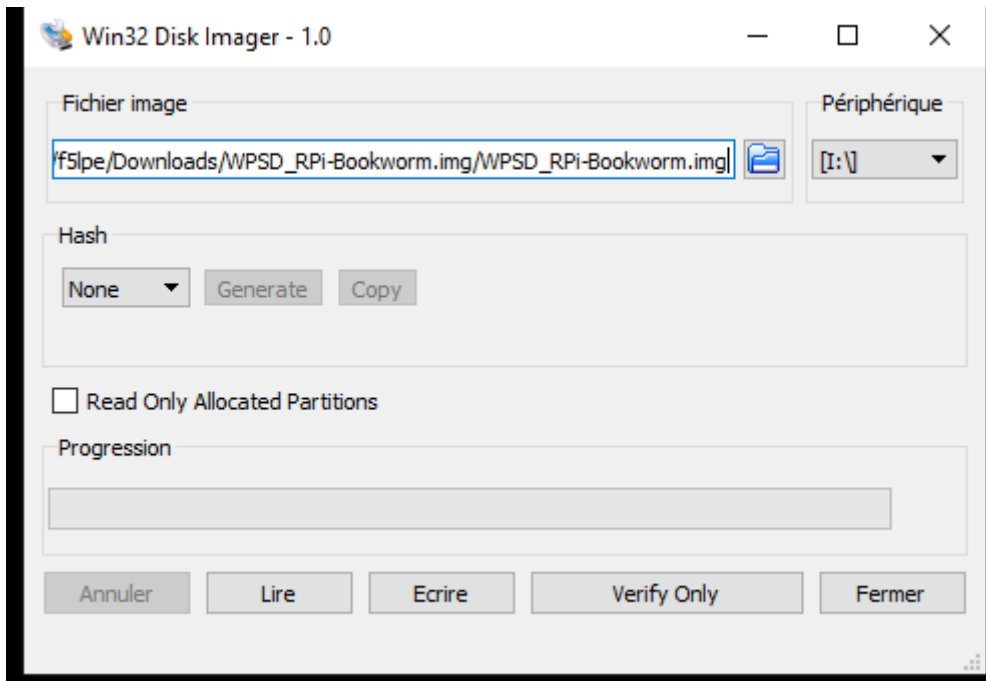 Win32 Disk Imager - 1.0
Fichier image
Périphérique
/f5lpe/Downloads/WPSD_RPi-Bookworm.img/WPSD_RPi-Bookworm.img
[I:\]
Hash
None
Generate
Copy
Read Only Allocated Partitions
Progression
Annuler
Lire
Ecrire
Verify Only
Fermer